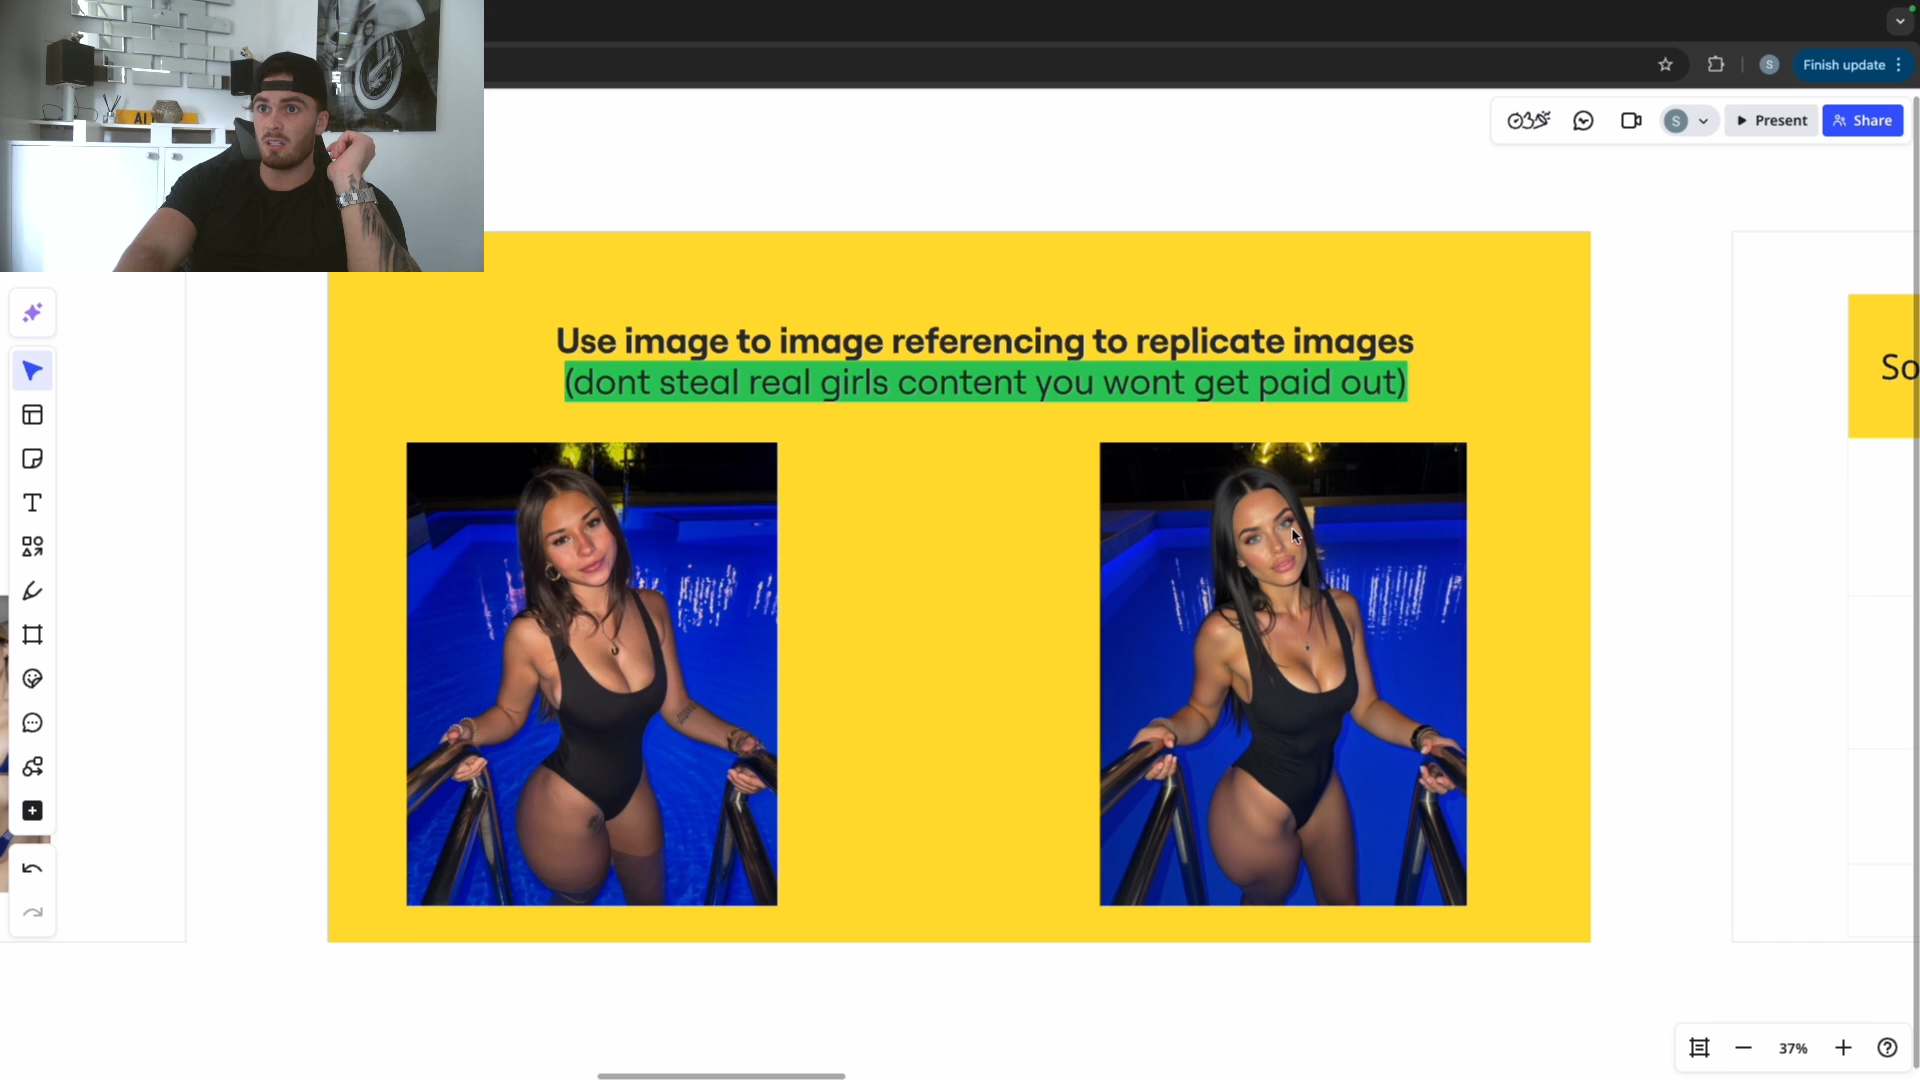 Finish update
S
S
Present
Share
Use image to image referencing to replicate images
(dont steal real girls content you wont get paid out)
So
AI
37%